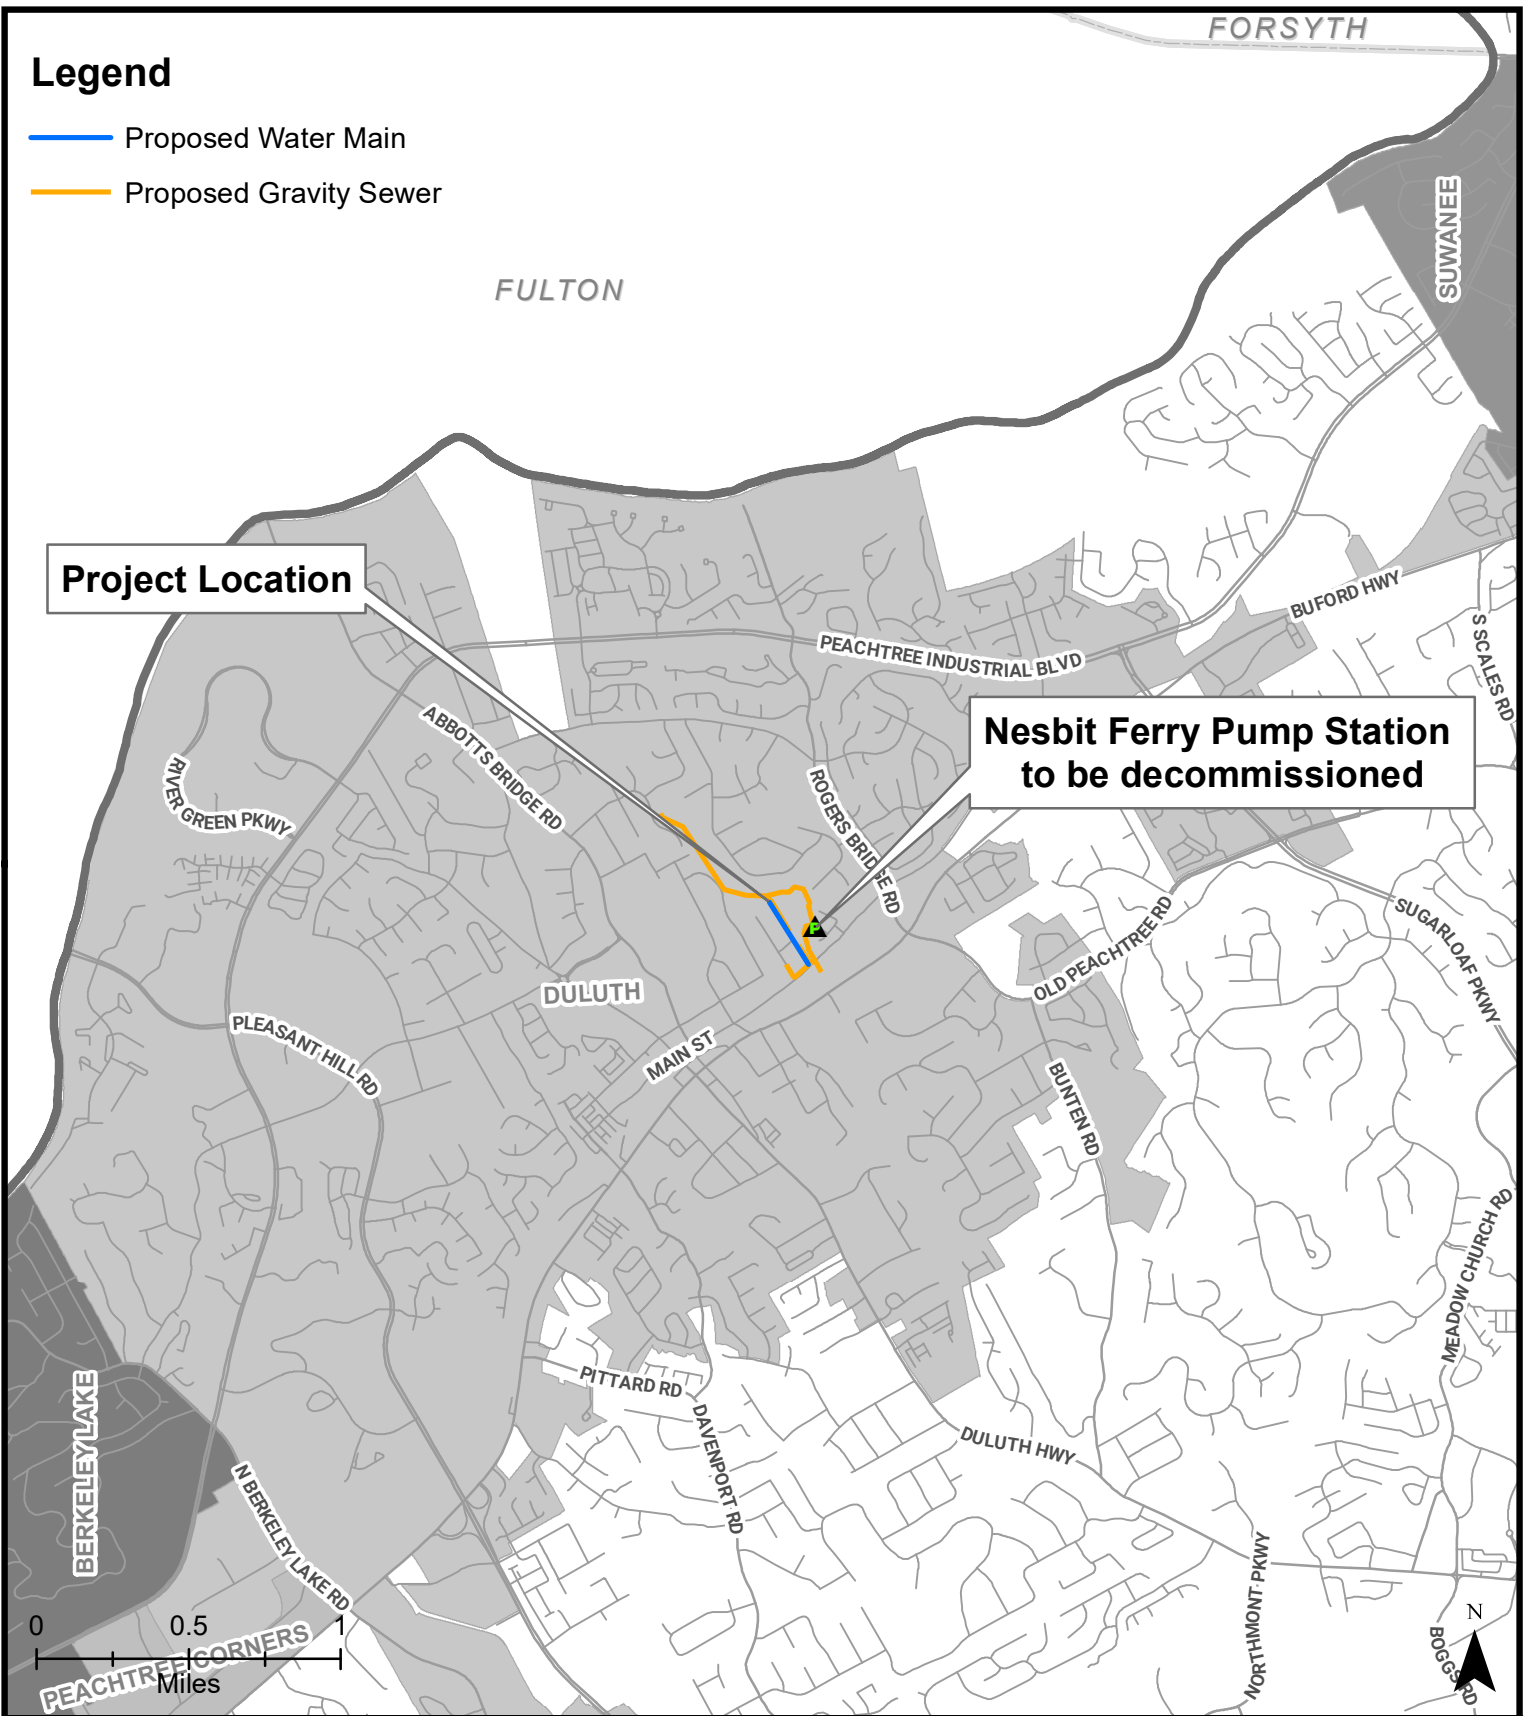 FORSYTH
Legend
Proposed Water Main
Proposed Gravity Sewer
SUWANEE
FULTON
Project Location
BUFORD HWY
S SCALES RD
PEACHTREE INDUSTRIAL BLVD
Nesbit Ferry Pump Station
to be decommissioned
ABBOTTS BRIDGE RD
RIVER GREEN PKWY
ROGERS BRIDGE RD
P
SUGARLOAF PKWY
OLD PEACHTREE RD
DULUTH
PLEASANT HILL RD
MAIN ST
BUNTEN RD
MEADOW CHURCH RD
PITTARD RD
BERKELEY LAKE
DAVENPORT RD
DULUTH HWY
N BERKELEY LAKE RD
NORTHMONT PKWY
BOGGS RD
N
0 0.5 1
Miles
PEACHTREE CORNERS